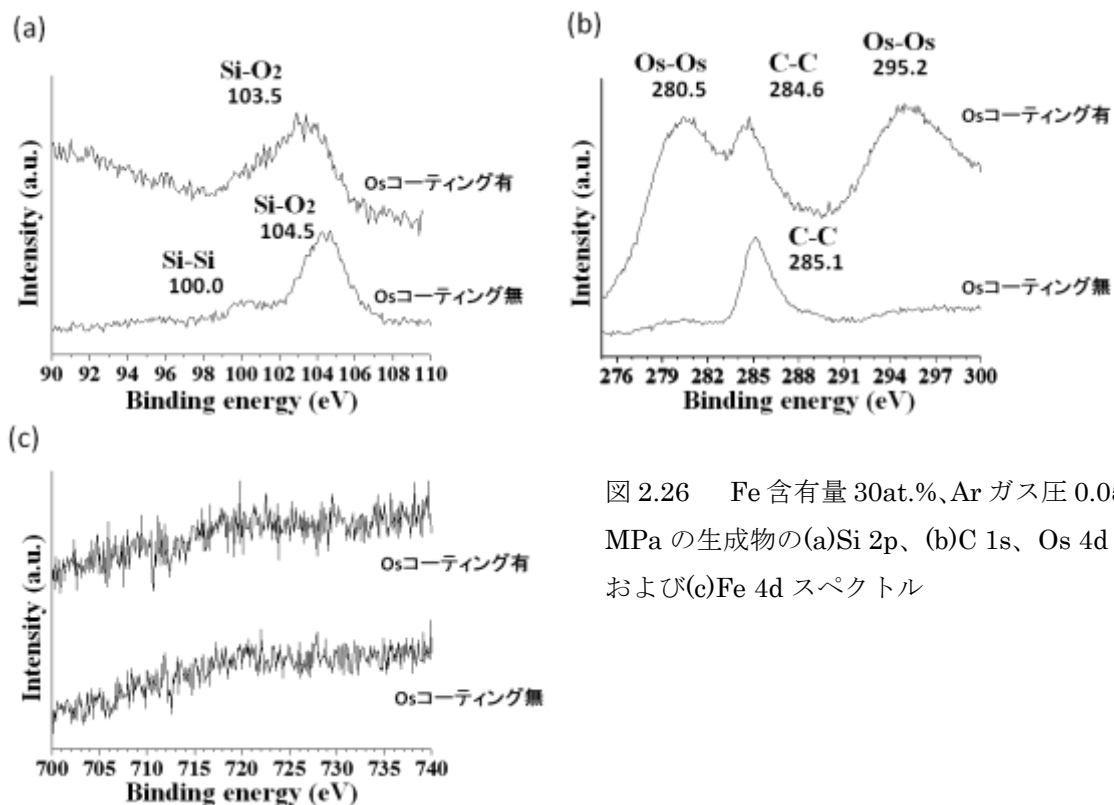 (a)
Si-O2
103.5
Osコーティング有
Si-O2
104.5
Si-Si
100.0
Osコーティング無
Intensity (a.u.)
90 92 94 96 98 100 102 104 106 108 110
Binding energy (eV)
(b)
Os-Os
280.5
C-C
284.6
Os-Os
295.2
Osコーティング有
C-C
285.1
Osコーティング無
Intensity (a.u.)
276 279 282 285 288 291 294 297 300
Binding energy (eV)
(c)
Osコーティング有
Osコーティング無
Intensity (a.u.)
700 705 710 715 720 725 730 735 740
Binding energy (eV)
図 2.26 Fe 含有量 30at.%、Ar ガス圧 0.05
MPa の生成物の(a)Si 2p、(b)C 1s、Os 4d
および(c)Fe 4d スペクトル